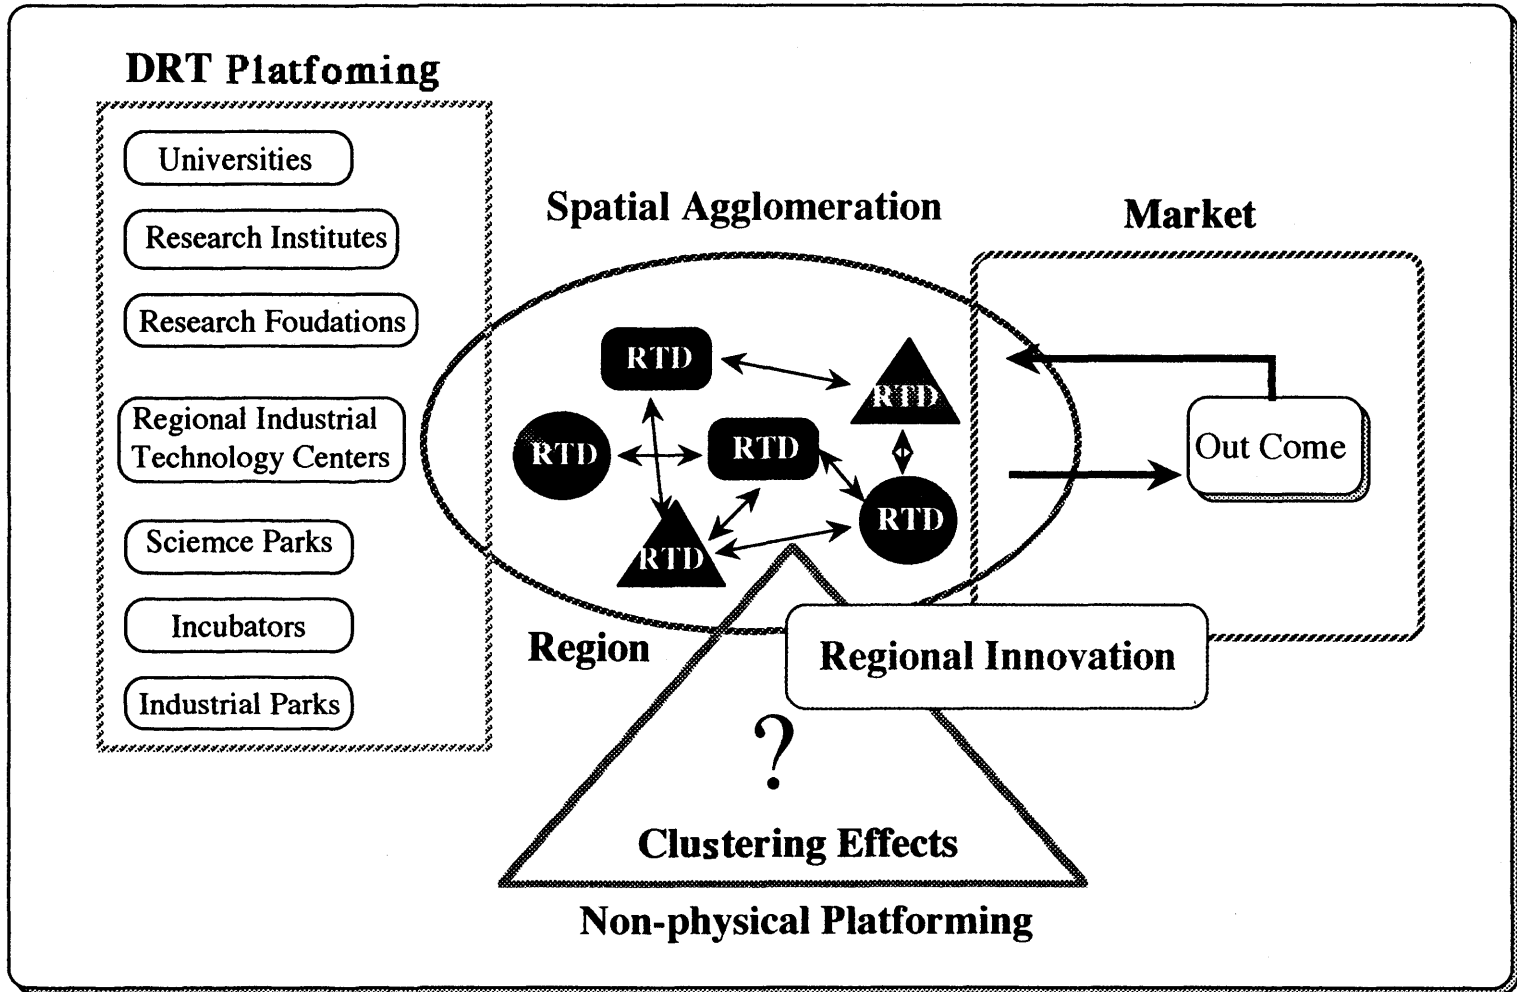 DRT Platfoming
Universities
Research Institutes
Research Foudations
Regional Industrial
Technology Centers
Sciemce Parks
Incubators
Industrial Parks
Spatial Agglomeration
RTD
RTD
RTD
RTD
RTD
RTD
Region
Market
Out Come
Regional Innovation
?
Clustering Effects
Non-physical Platforming